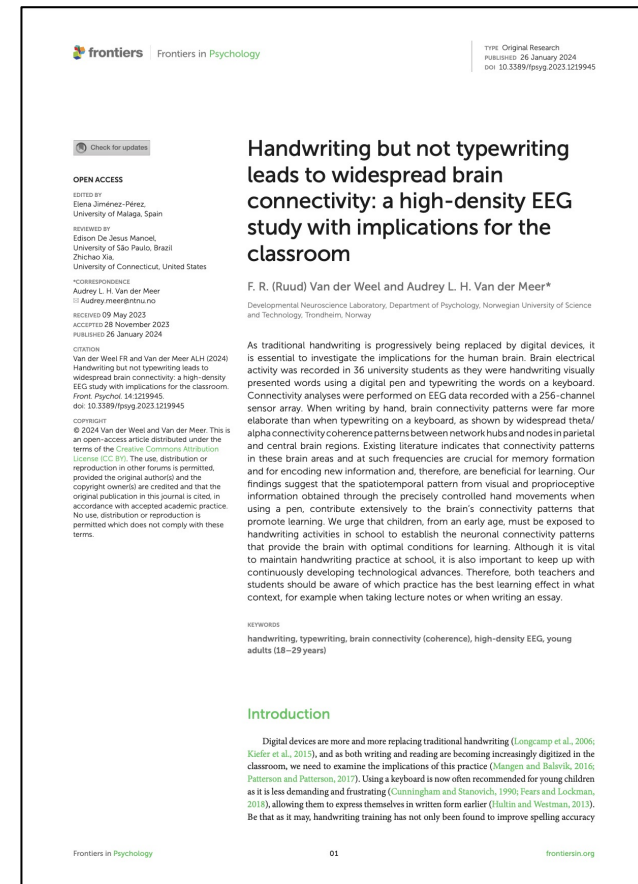 frontiers | Frontiers in Psychology
TYPE Original Research
PUBLISHED 26 January 2024
DOI 10.3389/fpsyg.2023.1219945
Check for updates
OPEN ACCESS
EDITED BY
Elena Jiménez-Pérez,
University of Malaga, Spain
REVIEWED BY
Edison De Jesus Manoel,
University of São Paulo, Brazil
Zhichao Xia,
University of Connecticut, United States
*CORRESPONDENCE
Audrey L. H. Van der Meer
Audrey.meer@ntnu.no
RECEIVED 09 May 2023
ACCEPTED 28 November 2023
PUBLISHED 26 January 2024
CITATION
Van der Weel FR and Van der Meer ALH (2024)
Handwriting but not typewriting leads to
widespread brain connectivity: a high-density
EEG study with implications for the classroom.
Front. Psychol. 14:1219945.
doi: 10.3389/fpsyg.2023.1219945
COPYRIGHT
© 2024 Van der Weel and Van der Meer. This is
an open-access article distributed under the
terms of the Creative Commons Attribution
License (CC BY). The use, distribution or
reproduction in other forums is permitted,
provided the original author(s) and the
copyright owner(s) are credited and that the
original publication in this journal is cited, in
accordance with accepted academic practice.
No use, distribution or reproduction is
permitted which does not comply with these
terms.
Handwriting but not typewriting
leads to widespread brain
connectivity: a high-density EEG
study with implications for the
classroom
F. R. (Ruud) Van der Weel and Audrey L. H. Van der Meer*
Developmental Neuroscience Laboratory, Department of Psychology, Norwegian University of Science
and Technology, Trondheim, Norway
As traditional handwriting is progressively being replaced by digital devices, it
is essential to investigate the implications for the human brain. Brain electrical
activity was recorded in 36 university students as they were handwriting visually
presented words using a digital pen and typewriting the words on a keyboard.
Connectivity analyses were performed on EEG data recorded with a 256-channel
sensor array. When writing by hand, brain connectivity patterns were far more
elaborate than when typewriting on a keyboard, as shown by widespread theta/
alpha connectivity coherence patterns between network hubs and nodes in parietal
and central brain regions. Existing literature indicates that connectivity patterns
in these brain areas and at such frequencies are crucial for memory formation
and for encoding new information and, therefore, are beneficial for learning. Our
findings suggest that the spatiotemporal pattern from visual and proprioceptive
information obtained through the precisely controlled hand movements when
using a pen, contribute extensively to the brain's connectivity patterns that
promote learning. We urge that children, from an early age, must be exposed to
handwriting activities in school to establish the neuronal connectivity patterns
that provide the brain with optimal conditions for learning. Although it is vital
to maintain handwriting practice at school, it is also important to keep up with
continuously developing technological advances. Therefore, both teachers and
students should be aware of which practice has the best learning effect in what
context, for example when taking lecture notes or when writing an essay.
KEYWORDS
handwriting, typewriting, brain connectivity (coherence), high-density EEG, young
adults (18–29 years)
Introduction
Digital devices are more and more replacing traditional handwriting (Longcamp et al., 2006;
Kiefer et al., 2015), and as both writing and reading are becoming increasingly digitized in the
classroom, we need to examine the implications of this practice (Mangen and Balsvik, 2016;
Patterson and Patterson, 2017). Using a keyboard is now often recommended for young children
as it is less demanding and frustrating (Cunningham and Stanovich, 1990; Fears and Lockman,
2018), allowing them to express themselves in written form earlier (Hultin and Westman, 2013).
Be that as it may, handwriting training has not only been found to improve spelling accuracy
Frontiers in Psychology
01
frontiersin.org